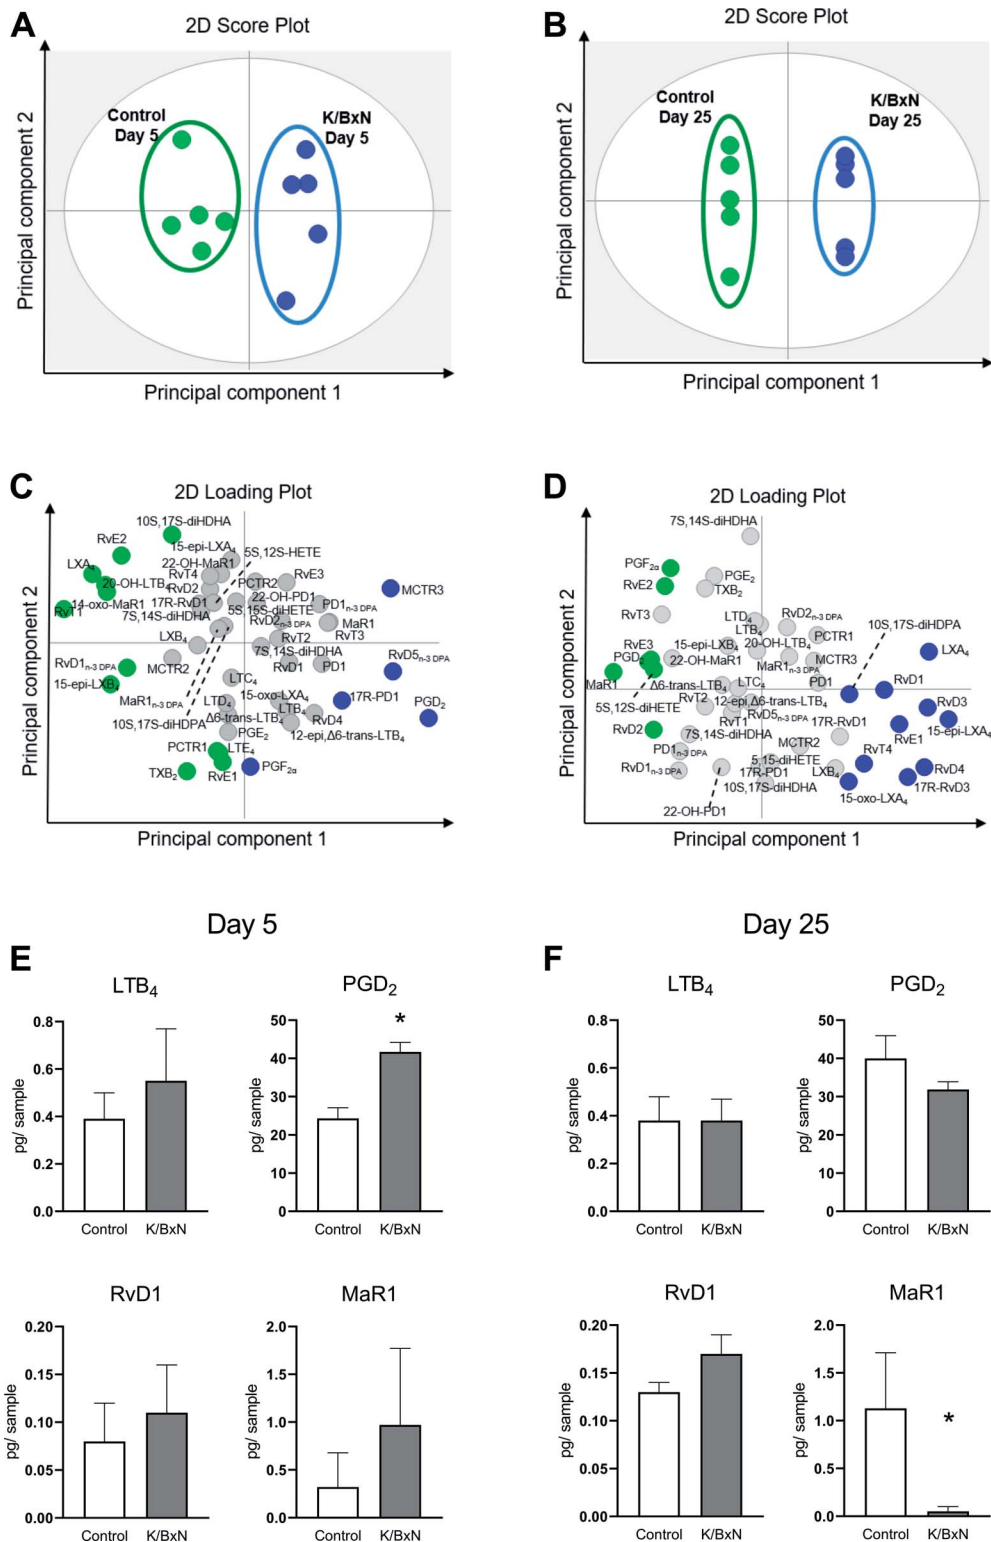 A
2D Score Plot
Principal component 2
Control
Day 5
K/BxN
Day 5
Principal component 1
B
2D Score Plot
Principal component 2
Control
Day 25
K/BxN
Day 25
Principal component 1
C
2D Loading Plot
Principal component 2
10S,17S-diHDHA
RvE2
15-epi-LXA4
5S,12S-HETE
LXA4
22-OH-MaR1
20-OH-LTB4
RvT4
PCTR2
RvE3
MCTR3
RvD2
22-OH-PD1
14-oxo-MaR1
17R-RvD1
PD1n-3 DPA
RvT1
7S,14S-diHDHA
5S,15S-diHETE
RvD2n-3 DPA
MaR1
LXB4
RvT2
RvT3
7S,14S-diHDHA
RvD1n-3 DPA
MCTR2
RvD1
PD1
RvD5n-3 DPA
15-epi-LXB4
LTC4
MaR1n-3 DPA
LTD4
15-oxo-LXA4
17R-PD1
PGD2
LTB4
10S,17S-diHDPA
Δ6-trans-LTB4
RvD4
PGE2
12-epi,Δ6-trans-LTB4
PCTR1
LTE4
TXB2
RvE1
PGF2α
Principal component 1
D
2D Loading Plot
Principal component 2
7S,14S-diHDHA
PGF2α
RvE2
PGE2
TXB2
10S,17S-diHDPA
RvT3
LTD4
RvD2n-3 DPA
LTB4
PCTR1
RvE3
15-epi-LXB4
20-OH-LTB4
LXA4
PGD2
22-OH-MaR1
MaR1n-3 DPA
MCTR3
MaR1
Δ6-trans-LTB4
LTC4
PD1
RvD1
5S,12S-diHETE
RvT2
12-epi,Δ6-trans-LTB4
RvD3
RvD2
RvT1
RvD5n-3 DPA
17R-RvD1
15-epi-LXA4
7S,14S-diHDHA
MCTR2
RvE1
PD1n-3 DPA
RvT4
RvD1n-3 DPA
5,15-diHETE
17R-PD1
LXB4
RvD4
10S,17S-diHDHA
17R-RvD3
15-oxo-LXA4
22-OH-PD1
Principal component 1
Day 5
Day 25
E
LTB4
pg/ sample
0.8
0.6
0.4
0.2
0.0
Control K/BxN
PGD2
pg/ sample
50
40
30
20
10
0
*
Control K/BxN
RvD1
pg/ sample
0.20
0.15
0.10
0.05
0.00
Control K/BxN
MaR1
pg/ sample
2.0
1.5
1.0
0.5
0.0
Control K/BxN
F
LTB4
pg/ sample
0.8
0.6
0.4
0.2
0.0
Control K/BxN
PGD2
pg/ sample
50
40
30
20
10
0
Control K/BxN
RvD1
pg/ sample
0.20
0.15
0.10
0.05
0.00
Control K/BxN
MaR1
pg/ sample
2.0
1.5
1.0
0.5
0.0
*
Control K/BxN